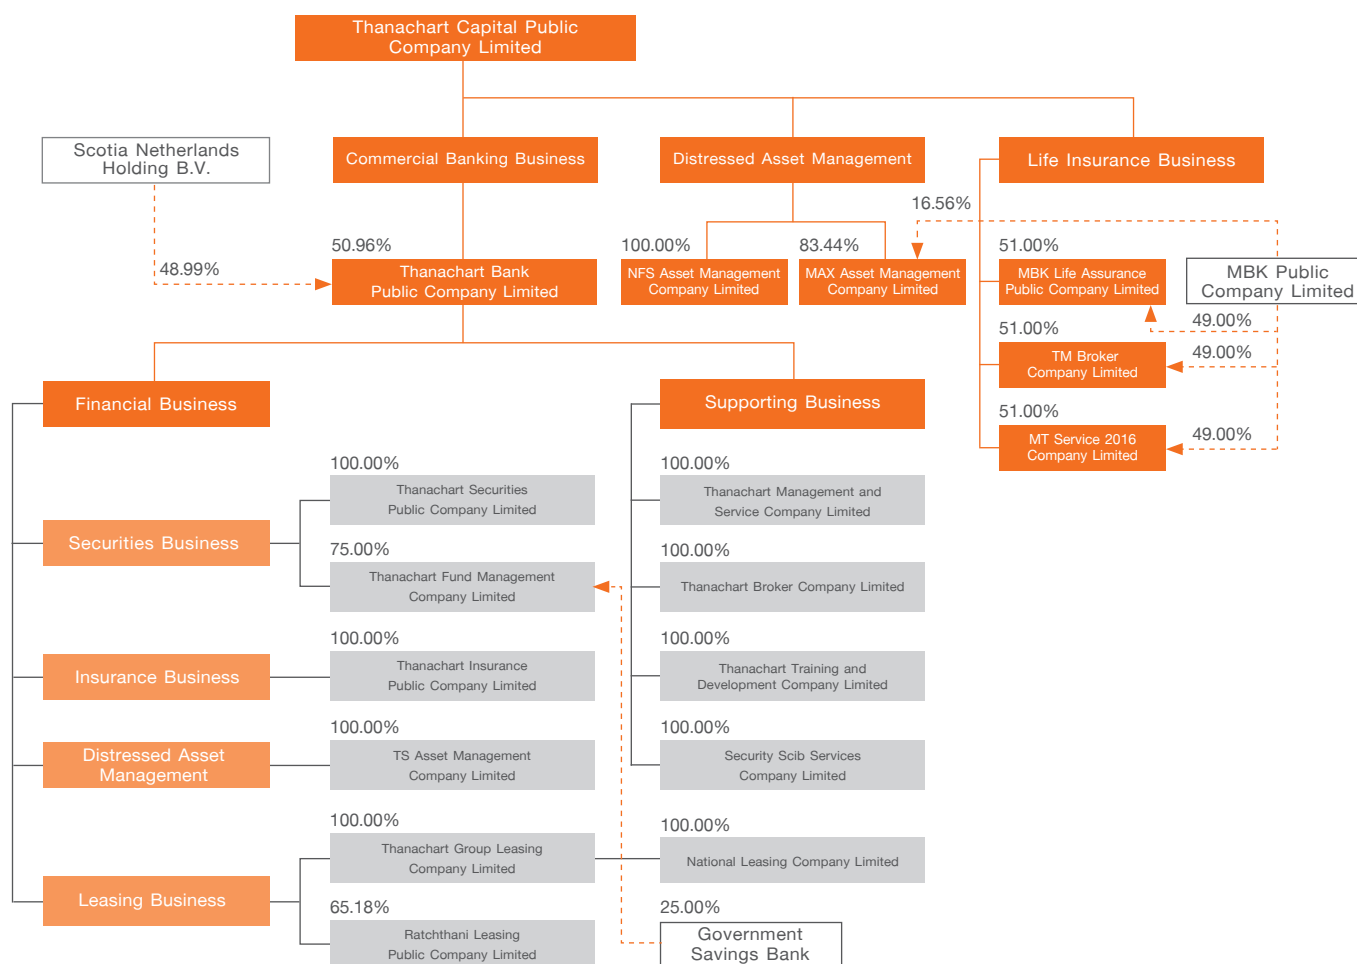 Thanachart Capital Public
Company Limited
Scotia Netherlands
Holding B.V.
Commercial Banking Business
Distressed Asset Management
Life Insurance Business
16.56%
48.99%
50.96%
Thanachart Bank
Public Company Limited
100.00%
NFS Asset Management
Company Limited
83.44%
MAX Asset Management
Company Limited
51.00%
MBK Life Assurance
Public Company Limited
MBK Public
Company Limited
49.00%
51.00%
TM Broker
Company Limited
49.00%
51.00%
MT Service 2016
Company Limited
49.00%
Financial Business
Supporting Business
Securities Business
100.00%
Thanachart Securities
Public Company Limited
75.00%
Thanachart Fund Management
Company Limited
Insurance Business
100.00%
Thanachart Insurance
Public Company Limited
Distressed Asset
Management
100.00%
TS Asset Management
Company Limited
Leasing Business
100.00%
Thanachart Group Leasing
Company Limited
65.18%
Ratchthani Leasing
Public Company Limited
100.00%
Thanachart Management and
Service Company Limited
100.00%
Thanachart Broker Company Limited
100.00%
Thanachart Training and
Development Company Limited
100.00%
Security Scib Services
Company Limited
100.00%
National Leasing Company Limited
25.00%
Government
Savings Bank